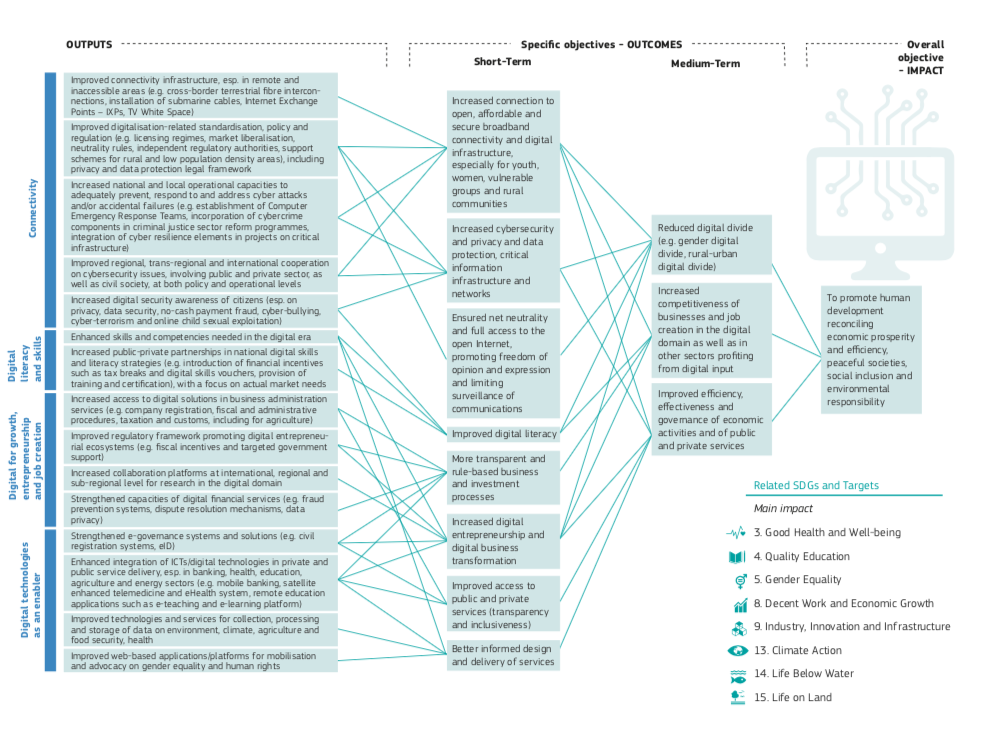 OUTPUTS
Specific objectives – OUTCOMES
Short-Term
Medium-Term
Overall
objective
– IMPACT
Connectivity
Improved connectivity infrastructure, esp. in remote and
inaccessible areas (e.g. cross-border terrestrial fibre intercon-
nections, installation of submarine cables, Internet Exchange
Points – IXPs, TV White Space)
Improved digitalisation-related standardisation, policy and
regulation (e.g. licensing regimes, market liberalisation,
neutrality rules, independent regulatory authorities, support
schemes for rural and low population density areas), including
privacy and data protection legal framework
Increased national and local operational capacities to
adequately prevent, respond to and address cyber attacks
and/or accidental failures (e.g. establishment of Computer
Emergency Response Teams, incorporation of cybercrime
components in criminal justice sector reform programmes,
integration of cyber resilience elements in projects on critical
infrastructure)
Improved regional, trans-regional and international cooperation
on cybersecurity issues, involving public and private sector, as
well as civil society, at both policy and operational levels
Increased digital security awareness of citizens (esp. on
privacy, data security, no-cash payment fraud, cyber-bullying,
cyber-terrorism and online child sexual exploitation)
Digital
literacy
and skills
Enhanced skills and competencies needed in the digital era
Increased public-private partnerships in national digital skills
and literacy strategies (e.g. introduction of financial incentives
such as tax breaks and digital skills vouchers, provision of
training and certification), with a focus on actual market needs
Digital for growth,
entrepreneurship
and job creation
Increased access to digital solutions in business administration
services (e.g. company registration, fiscal and administrative
procedures, taxation and customs, including for agriculture)
Improved regulatory framework promoting digital entrepreneu-
rial ecosystems (e.g. fiscal incentives and targeted government
support)
Increased collaboration platforms at international, regional and
sub-regional level for research in the digital domain
Strengthened capacities of digital financial services (e.g. fraud
prevention systems, dispute resolution mechanisms, data
privacy)
Digital technologies
as an enabler
Strengthened e-governance systems and solutions (e.g. civil
registration systems, eID)
Enhanced integration of ICTs/digital technologies in private and
public service delivery, esp. in banking, health, education,
agriculture and energy sectors (e.g. mobile banking, satellite
enhanced telemedicine and eHealth system, remote education
applications such as e-teaching and e-learning platform)
Improved technologies and services for collection, processing
and storage of data on environment, climate, agriculture and
food security, health
Improved web-based applications/platforms for mobilisation
and advocacy on gender equality and human rights
Increased connection to
open, affordable and
secure broadband
connectivity and digital
infrastructure,
especially for youth,
women, vulnerable
groups and rural
communities
Increased cybersecurity
and privacy and data
protection, critical
information
infrastructure and
networks
Ensured net neutrality
and full access to the
open Internet,
promoting freedom of
opinion and expression
and limiting
surveillance of
communications
Improved digital literacy
More transparent and
rule-based business
and investment
processes
Increased digital
entrepreneurship and
digital business
transformation
Improved access to
public and private
services (transparency
and inclusiveness)
Better informed design
and delivery of services
Reduced digital divide
(e.g. gender digital
divide, rural-urban
digital divide)
Increased
competitiveness of
businesses and job
creation in the digital
domain as well as in
other sectors profiting
from digital input
Improved efficiency,
effectiveness and
governance of economic
activities and of public
and private services
To promote human
development
reconciling
economic prosperity
and efficiency,
peaceful societies,
social inclusion and
environmental
responsibility
Related SDGs and Targets
Main impact
3. Good Health and Well-being
4. Quality Education
5. Gender Equality
8. Decent Work and Economic Growth
9. Industry, Innovation and Infrastructure
13. Climate Action
14. Life Below Water
15. Life on Land